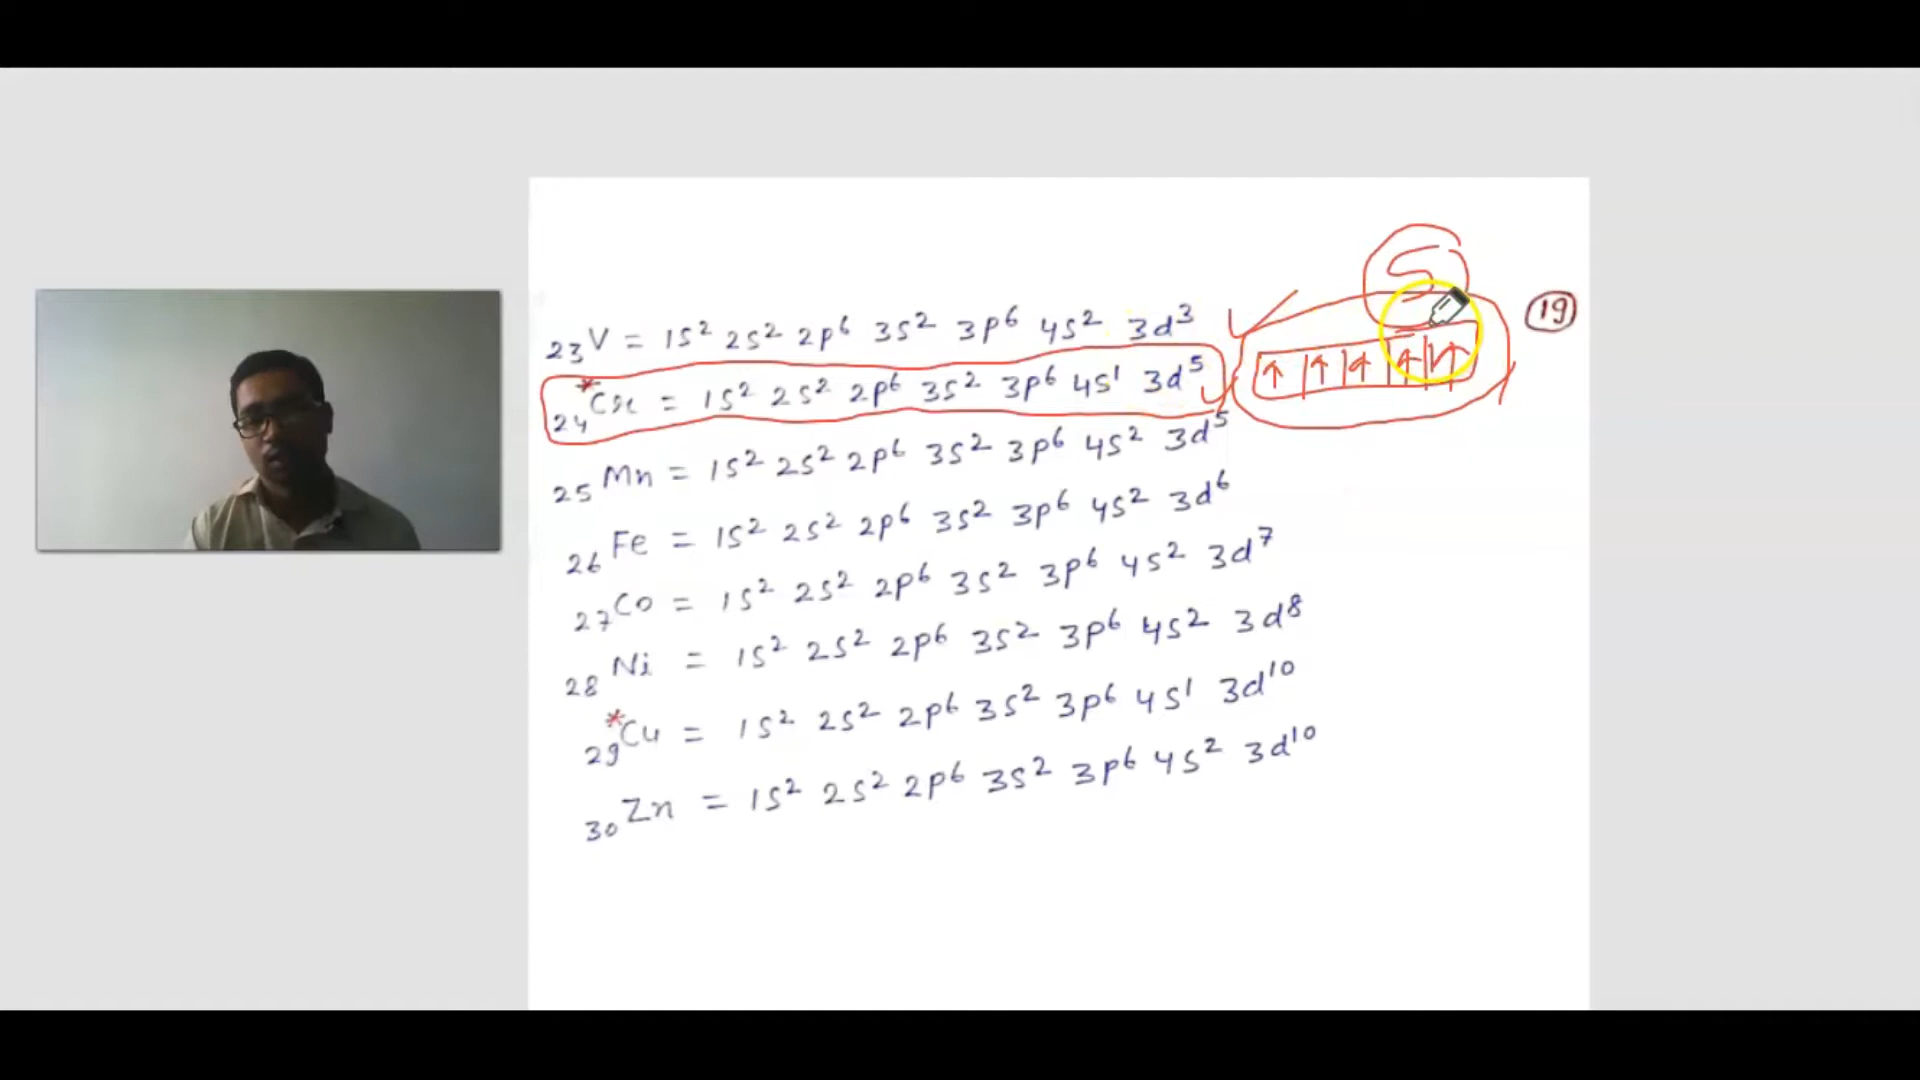 5
19
23V = 1s² 2s² 2p⁶ 3s² 3p⁶ 4s² 3d³
*24Cr = 1s² 2s² 2p⁶ 3s² 3p⁶ 4s¹ 3d⁵
25Mn = 1s² 2s² 2p⁶ 3s² 3p⁶ 4s² 3d⁵
26Fe = 1s² 2s² 2p⁶ 3s² 3p⁶ 4s² 3d⁶
27Co = 1s² 2s² 2p⁶ 3s² 3p⁶ 4s² 3d⁷
28Ni = 1s² 2s² 2p⁶ 3s² 3p⁶ 4s² 3d⁸
*29Cu = 1s² 2s² 2p⁶ 3s² 3p⁶ 4s¹ 3d¹⁰
30Zn = 1s² 2s² 2p⁶ 3s² 3p⁶ 4s² 3d¹⁰